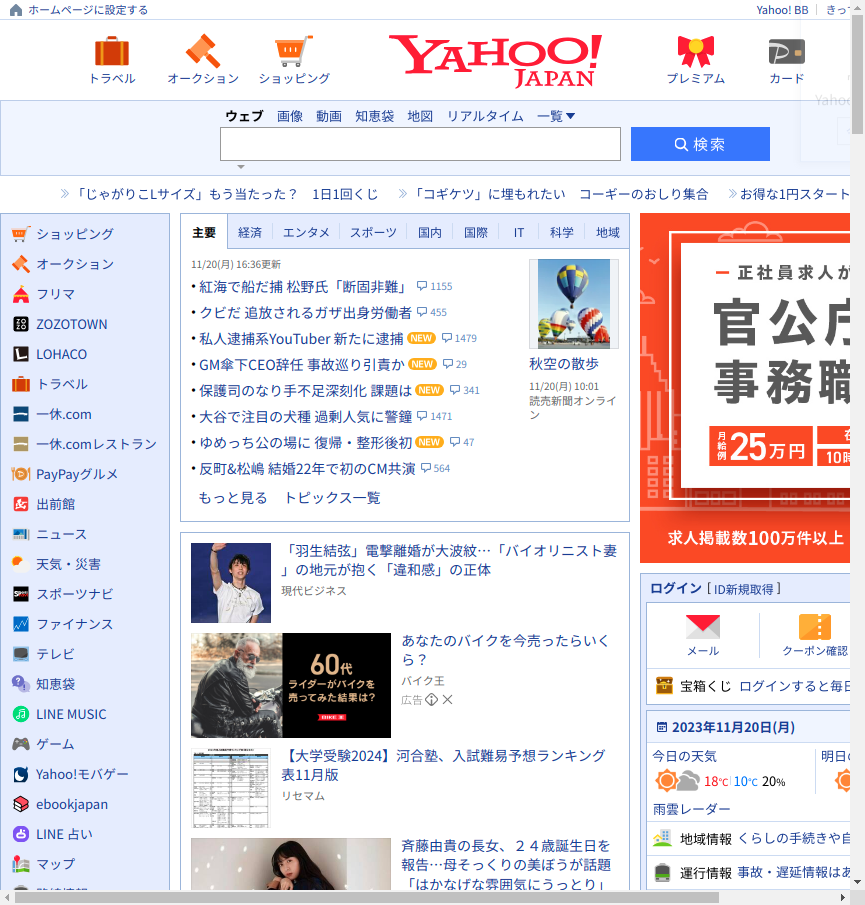 ホームページに設定する
Yahoo! BB
きっ
トラベル
オークション
ショッピング
YAHOO!
JAPAN
プレミアム
カード
ウェブ 画像 動画 知恵袋 地図 リアルタイム 一覧
検索
「じゃがりこLサイズ」もう当たった？ 1日1回くじ
「コギケツ」に埋もれたい コーギーのおしり集合
お得な1円スタート
ショッピング
オークション
フリマ
ZOZOTOWN
LOHACO
トラベル
一休.com
一休.comレストラン
PayPayグルメ
出前館
ニュース
天気・災害
スポーツナビ
ファイナンス
テレビ
知恵袋
LINE MUSIC
ゲーム
Yahoo!モバゲー
ebookjapan
LINE 占い
マップ
主要 経済 エンタメ スポーツ 国内 国際 IT 科学 地域
11/20(月) 16:36更新
紅海で船だ捕 松野氏「断固非難」 1155
クビだ 追放されるガザ出身労働者 455
私人逮捕系YouTuber 新たに逮捕 NEW 1479
GM傘下CEO辞任 事故巡り引責か NEW 29
保護司のなり手不足深刻化 課題は NEW 341
大谷で注目の犬種 過剰人気に警鐘 1471
ゆめっち公の場に 復帰・整形後初 NEW 47
反町&松嶋 結婚22年で初のCM共演 564
もっと見る トピックス一覧
秋空の散歩
11/20(月) 10:01
読売新聞オンライ
ン
「羽生結弦」電撃離婚が大波紋…「バイオリニスト妻
」の地元が抱く「違和感」の正体
現代ビジネス
60代
ライダーがバイクを
売ってみた結果は？
あなたのバイクを今売ったらいく
ら？
バイク王
広告
【大学受験2024】河合塾、入試難易予想ランキング
表11月版
リセマム
斉藤由貴の長女、２４歳誕生日を
報告…母そっくりの美ぼうが話題
「はかなげな雰囲気にうっとり」
正社員求人が
官公庁
事務職
月給例
25万円
在
10時
求人掲載数100万件以上
ログイン [ ID新規取得 ]
メール
クーポン確認
宝箱くじ ログインすると毎日
2023年11月20日(月)
今日の天気
明日の
18℃ 10℃ 20%
雨雲レーダー
地域情報 くらしの手続きや自
運行情報 事故・遅延情報はあ